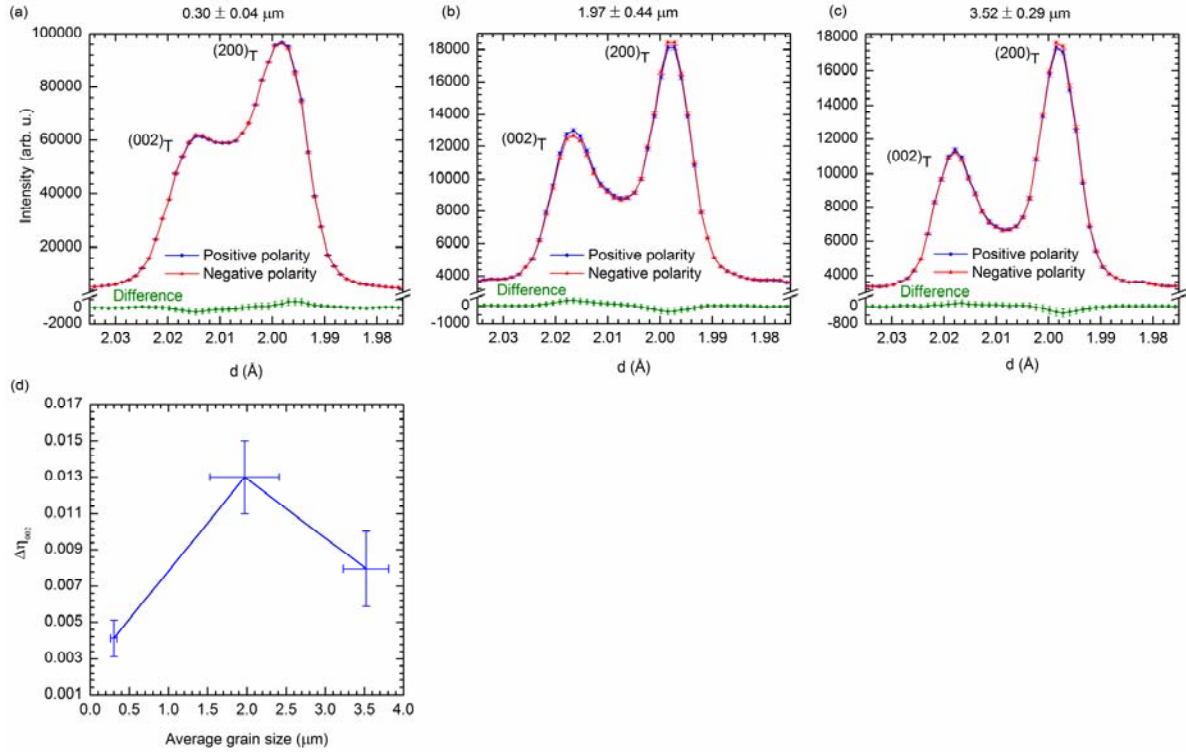 (a)
0.30 ± 0.04 μm
100000
80000
60000
40000
20000
0
-2000
Intensity (arb. u.)
(002)T
(200)T
Positive polarity
Negative polarity
Difference
2.03 2.02 2.01 2.00 1.99
d (Å)
(b)
1.97 ± 0.44 μm
18000
16000
14000
12000
10000
8000
6000
4000
0
-1000
(002)T
(200)T
Positive polarity
Negative polarity
Difference
2.03 2.02 2.01 2.00 1.99 1.98
d (Å)
(c)
3.52 ± 0.29 μm
18000
16000
14000
12000
10000
8000
6000
4000
0
-800
(002)T
(200)T
Positive polarity
Negative polarity
Difference
2.03 2.02 2.01 2.00 1.99 1.98
d (Å)
(d)
0.017
0.015
0.013
0.011
0.009
0.007
0.005
0.003
0.001
Δη002
0.0 0.5 1.0 1.5 2.0 2.5 3.0 3.5 4.0
Average grain size (μm)